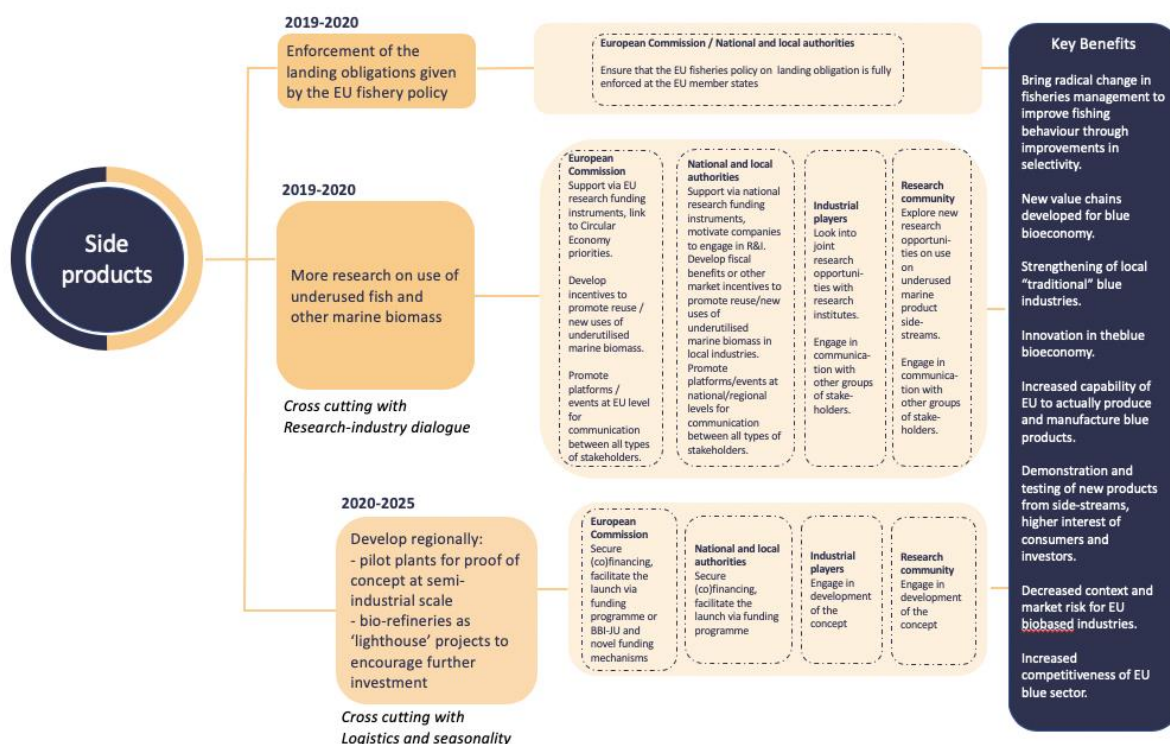 Side
products
2019-2020
Enforcement of the
landing obligations given
by the EU fishery policy
European Commission / National and local authorities
Ensure that the EU fisheries policy on landing obligation is fully
enforced at the EU member states
2019-2020
More research on use of
underused fish and
other marine biomass
Cross cutting with
Research-industry dialogue
European
Commission
Support via EU
research funding
instruments, link to
Circular
Economy
priorities.
Develop
incentives to
promote reuse /
new uses of
underutilised
marine biomass.
Promote
platforms /
events at EU level
for
communication
between all types
of stakeholders.
National and local
authorities
Support via national
research funding
instruments,
motivate companies
to engage in R&I.
Develop fiscal
benefits or other
market incentives to
promote reuse/new
uses of
underutilised
marine biomass in
local industries.
Promote
platforms/events at
national/regional
levels for
communication
between all types of
stakeholders.
Industrial
players
Look into
joint
research
opportunities
with
research
institutes.
Engage in
communica-
tion with
other groups
of stake-
holders.
Research
community
Explore new
research
opportuni-
ties on use
on
underused
marine
product
side-
streams.
Engage in
communica-
tion with
other groups
of stake-
holders.
2020-2025
Develop regionally:
- pilot plants for proof of
concept at semi-
industrial scale
- bio-refineries as
‘lighthouse’ projects to
encourage further
investment
Cross cutting with
Logistics and seasonality
European
Commission
Secure
(co)financing,
facilitate the
launch via
funding
programme or
BBI-JU and
novel funding
mechanisms
National and local
authorities
Secure
(co)financing,
facilitate the
launch via funding
programme
Industrial
players
Engage in
development
of the
concept
Research
community
Engage in
development
of the
concept
Key Benefits
Bring radical change in
fisheries management to
improve fishing
behaviour through
improvements in
selectivity.
New value chains
developed for blue
bioeconomy.
Strengthening of local
“traditional” blue
industries.
Innovation in theblue
bioeconomy.
Increased capability of
EU to actually produce
and manufacture blue
products.
Demonstration and
testing of new products
from side-streams,
higher interest of
consumers and
investors.
Decreased context and
market risk for EU
biobased industries.
Increased
competitiveness of EU
blue sector.